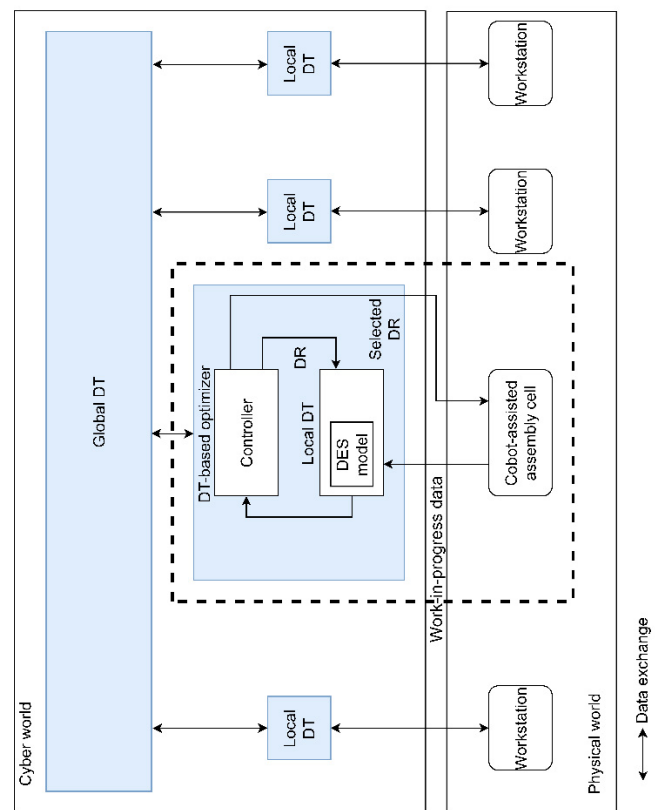 Cyber world
Global DT
DT-based optimizer
Controller
Local
DT
DR
Local DT
DES
model
Selected
DR
Local
DT
Local
DT
Work-in-progress data
Workstation
Cobot-assisted
assembly cell
Workstation
Workstation
Physical world
Data exchange